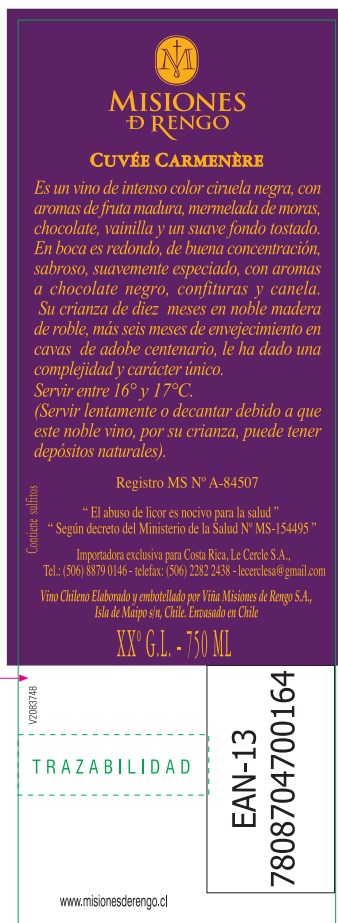 M
MISIONES
D RENGO
CUVÉE CARMENÈRE
Es un vino de intenso color ciruela negra, con
aromas de fruta madura, mermelada de moras,
chocolate, vainilla y un suave fondo tostado.
En boca es redondo, de buena concentración,
sabroso, suavemente especiado, con aromas
a chocolate negro, confituras y canela.
Su crianza de diez meses en noble madera
de roble, más seis meses de envejecimiento en
cavas de adobe centenario, le ha dado una
complejidad y carácter único.
Servir entre 16° y 17°C.
(Servir lentamente o decantar debido a que
este noble vino, por su crianza, puede tener
depósitos naturales).
Contiene sulfitos
Registro MS Nº A-84507
“ El abuso de licor es nocivo para la salud ”
“ Según decreto del Ministerio de la Salud Nº MS-154495 ”
Importadora exclusiva para Costa Rica, Le Cercle S.A.,
Tel.: (506) 8879 0146 - telefax: (506) 2282 2438 - lecerclesa@gmail.com
Vino Chileno Elaborado y embotellado por Viña Misiones de Rengo S.A.,
Isla de Maipo s/n, Chile. Envasado en Chile
XXº G.L. - 750 ML
V2083748
TRAZABILIDAD
EAN-13
7808704700164
www.misionesderengo.cl